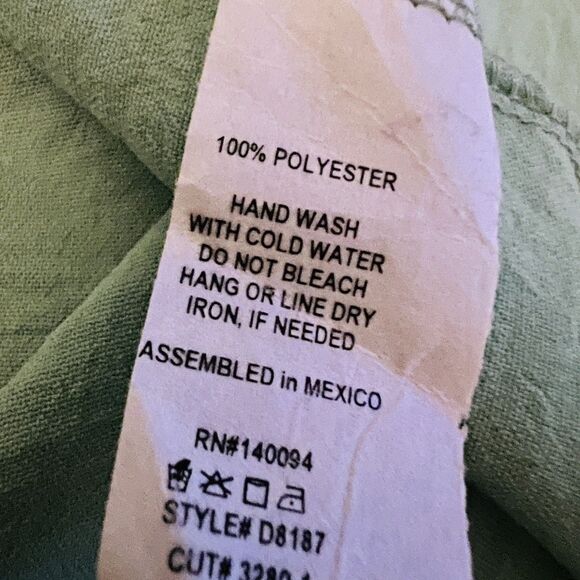 100% POLYESTER
HAND WASH
WITH COLD WATER
DO NOT BLEACH
HANG OR LINE DRY
IRON, IF NEEDED
ASSEMBLED in MEXICO
RN#140094
STYLE# D8187
CUT#